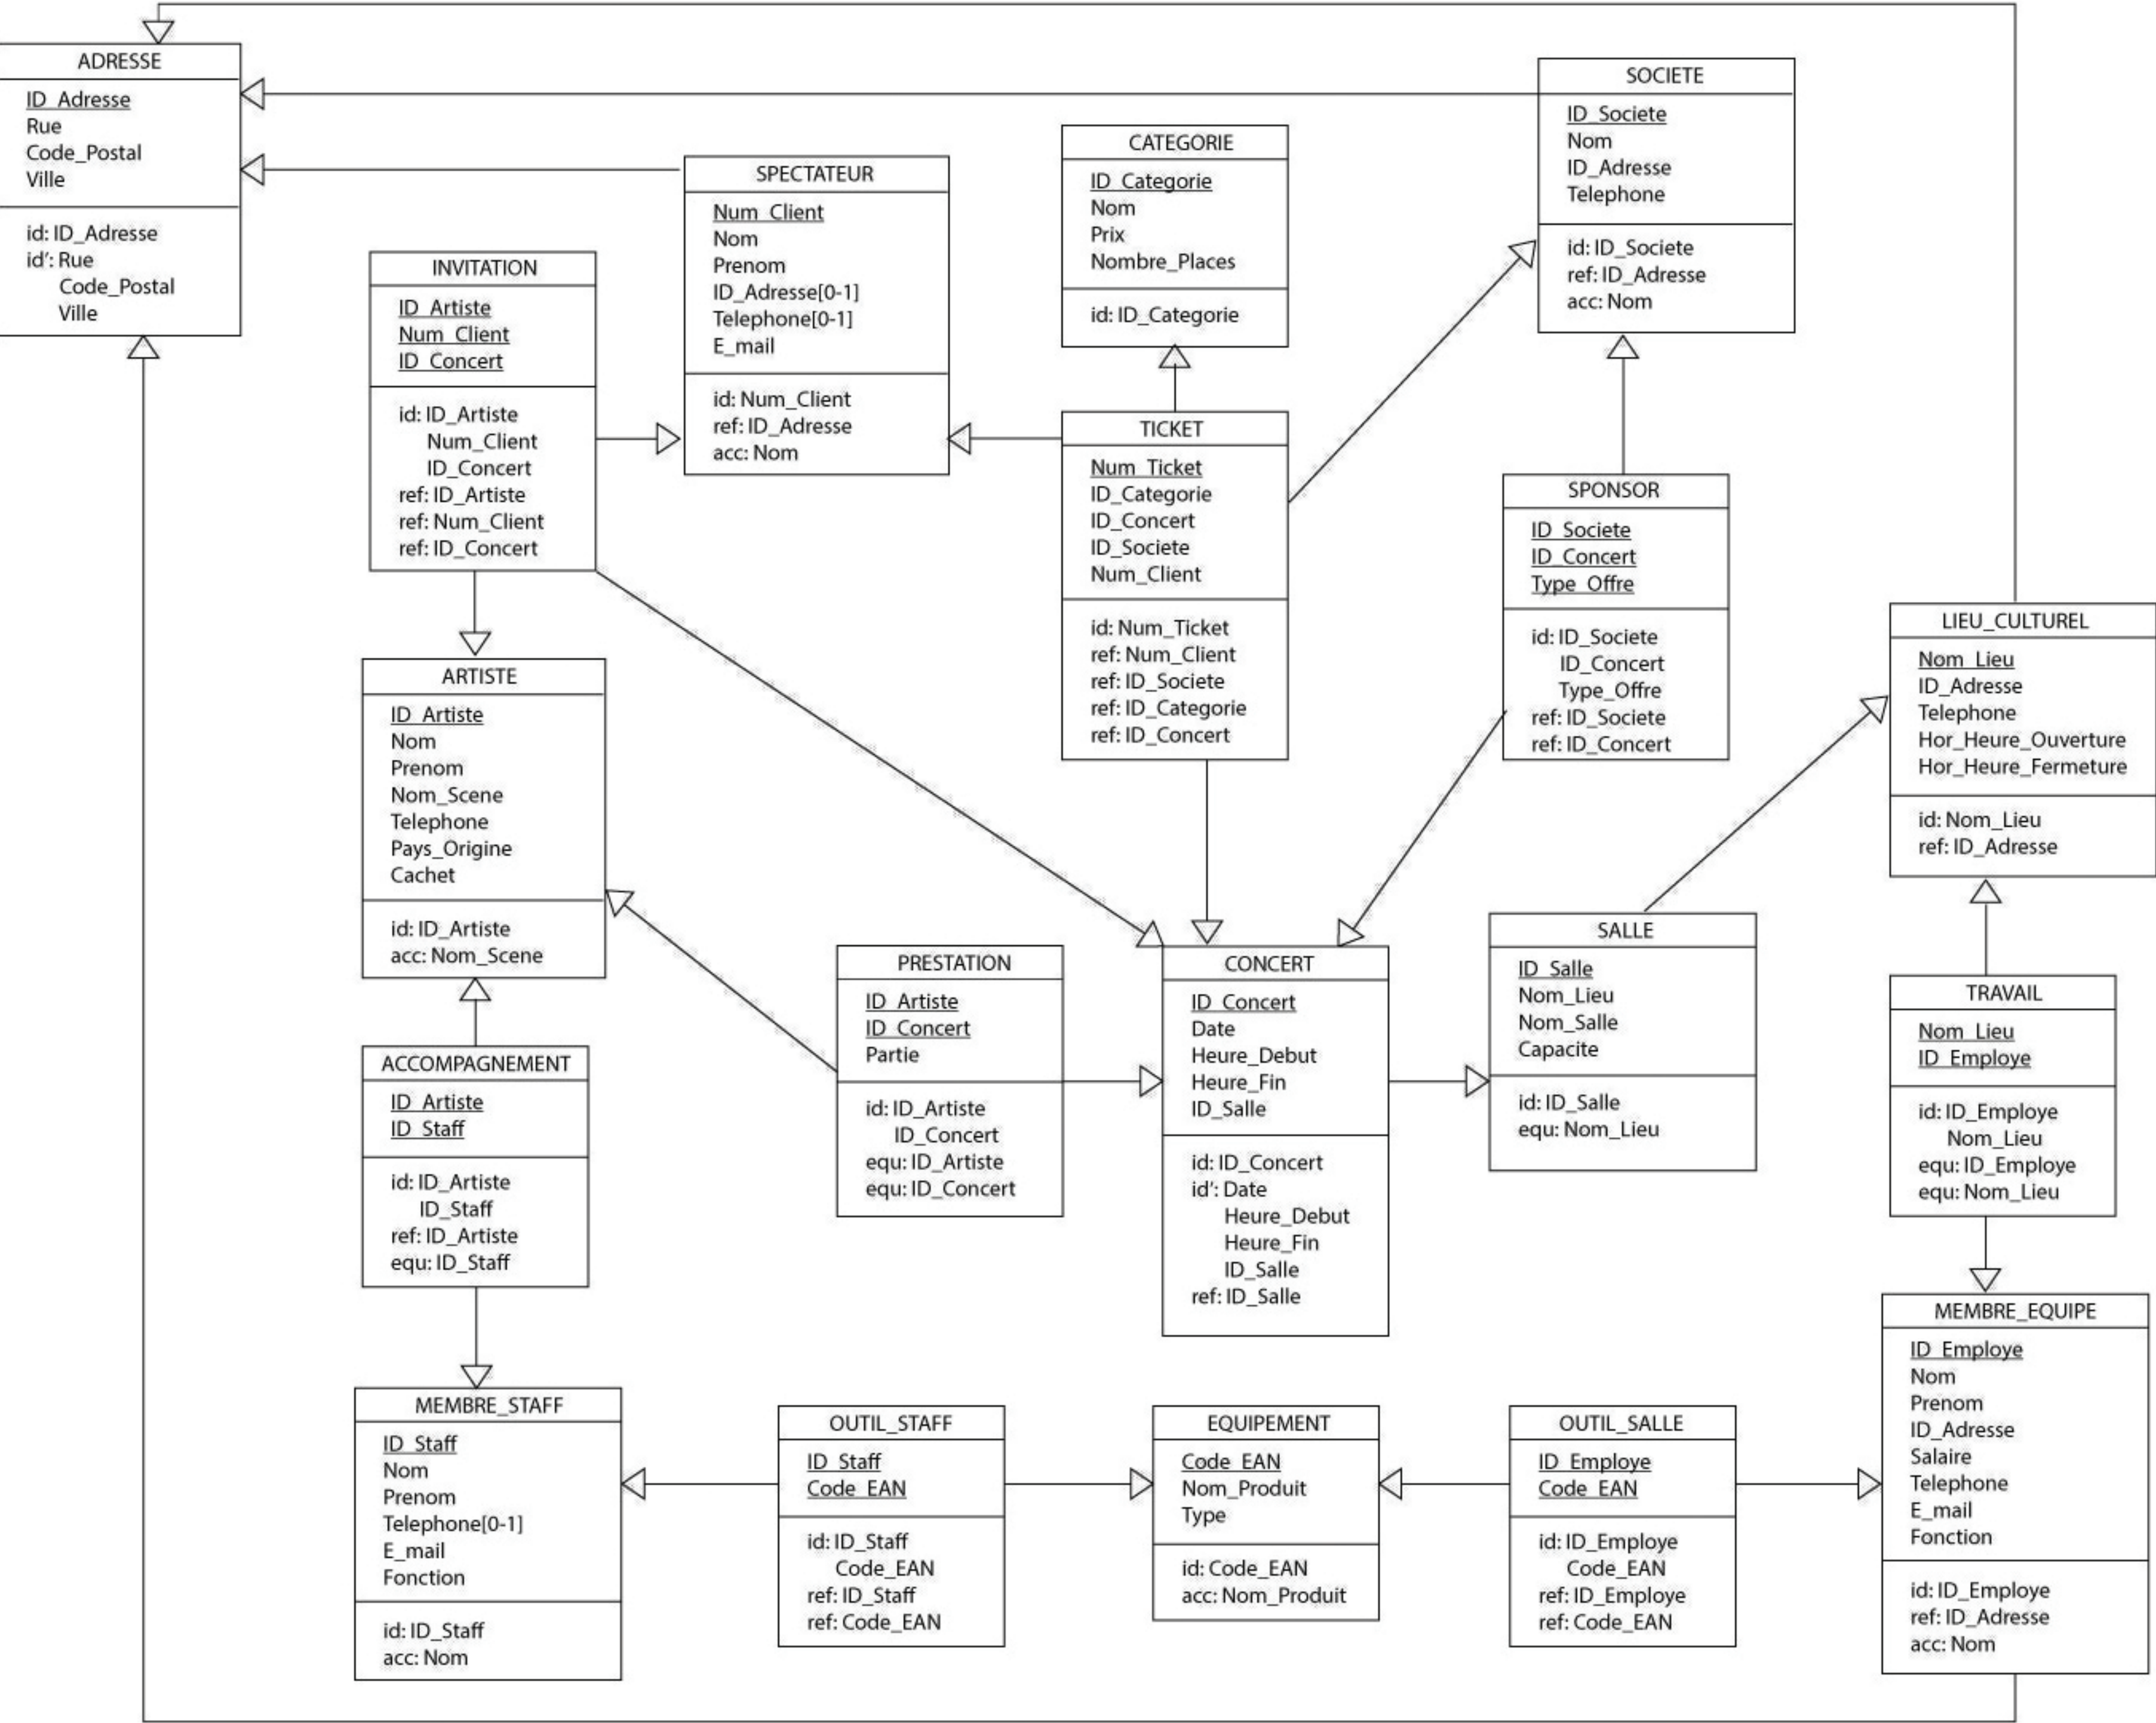 ADRESSE
ID_Adresse
Rue
Code_Postal
Ville
id: ID_Adresse
id': Rue
Code_Postal
Ville
SOCIETE
ID_Societe
Nom
ID_Adresse
Telephone
id: ID_Societe
ref: ID_Adresse
acc: Nom
CATEGORIE
ID_Categorie
Nom
Prix
Nombre_Places
id: ID_Categorie
SPECTATEUR
Num_Client
Nom
Prenom
ID_Adresse[0-1]
Telephone[0-1]
E_mail
id: Num_Client
ref: ID_Adresse
acc: Nom
INVITATION
ID_Artiste
Num_Client
ID_Concert
id: ID_Artiste
Num_Client
ID_Concert
ref: ID_Artiste
ref: Num_Client
ref: ID_Concert
TICKET
Num_Ticket
ID_Categorie
ID_Concert
ID_Societe
Num_Client
id: Num_Ticket
ref: Num_Client
ref: ID_Societe
ref: ID_Categorie
ref: ID_Concert
SPONSOR
ID_Societe
ID_Concert
Type_Offre
id: ID_Societe
ID_Concert
Type_Offre
ref: ID_Societe
ref: ID_Concert
LIEU_CULTUREL
Nom_Lieu
ID_Adresse
Telephone
Hor_Heure_Ouverture
Hor_Heure_Fermeture
id: Nom_Lieu
ref: ID_Adresse
ARTISTE
ID_Artiste
Nom
Prenom
Nom_Scene
Telephone
Pays_Origine
Cachet
id: ID_Artiste
acc: Nom_Scene
PRESTATION
ID_Artiste
ID_Concert
Partie
id: ID_Artiste
ID_Concert
equ: ID_Artiste
equ: ID_Concert
CONCERT
ID_Concert
Date
Heure_Debut
Heure_Fin
ID_Salle
id: ID_Concert
id': Date
Heure_Debut
Heure_Fin
ID_Salle
ref: ID_Salle
SALLE
ID_Salle
Nom_Lieu
Nom_Salle
Capacite
id: ID_Salle
equ: Nom_Lieu
TRAVAIL
Nom_Lieu
ID_Employe
id: ID_Employe
Nom_Lieu
equ: ID_Employe
equ: Nom_Lieu
ACCOMPAGNEMENT
ID_Artiste
ID_Staff
id: ID_Artiste
ID_Staff
ref: ID_Artiste
equ: ID_Staff
MEMBRE_STAFF
ID_Staff
Nom
Prenom
Telephone[0-1]
E_mail
Fonction
id: ID_Staff
acc: Nom
OUTIL_STAFF
ID_Staff
Code_EAN
id: ID_Staff
Code_EAN
ref: ID_Staff
ref: Code_EAN
EQUIPEMENT
Code_EAN
Nom_Produit
Type
id: Code_EAN
acc: Nom_Produit
OUTIL_SALLE
ID_Employe
Code_EAN
id: ID_Employe
Code_EAN
ref: ID_Employe
ref: Code_EAN
MEMBRE_EQUIPE
ID_Employe
Nom
Prenom
ID_Adresse
Salaire
Telephone
E_mail
Fonction
id: ID_Employe
ref: ID_Adresse
acc: Nom